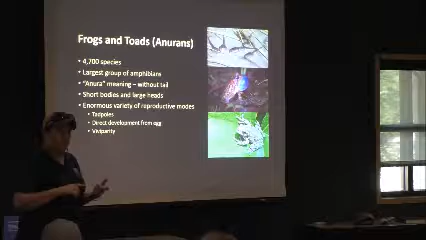 Frogs and Toads (Anurans)
• 4,700 species
• Largest group of amphibians
• "Anura" meaning – without tail
• Short bodies and large heads
• Enormous variety of reproductive modes
• Tadpoles
• Direct development from egg
• Viviparity